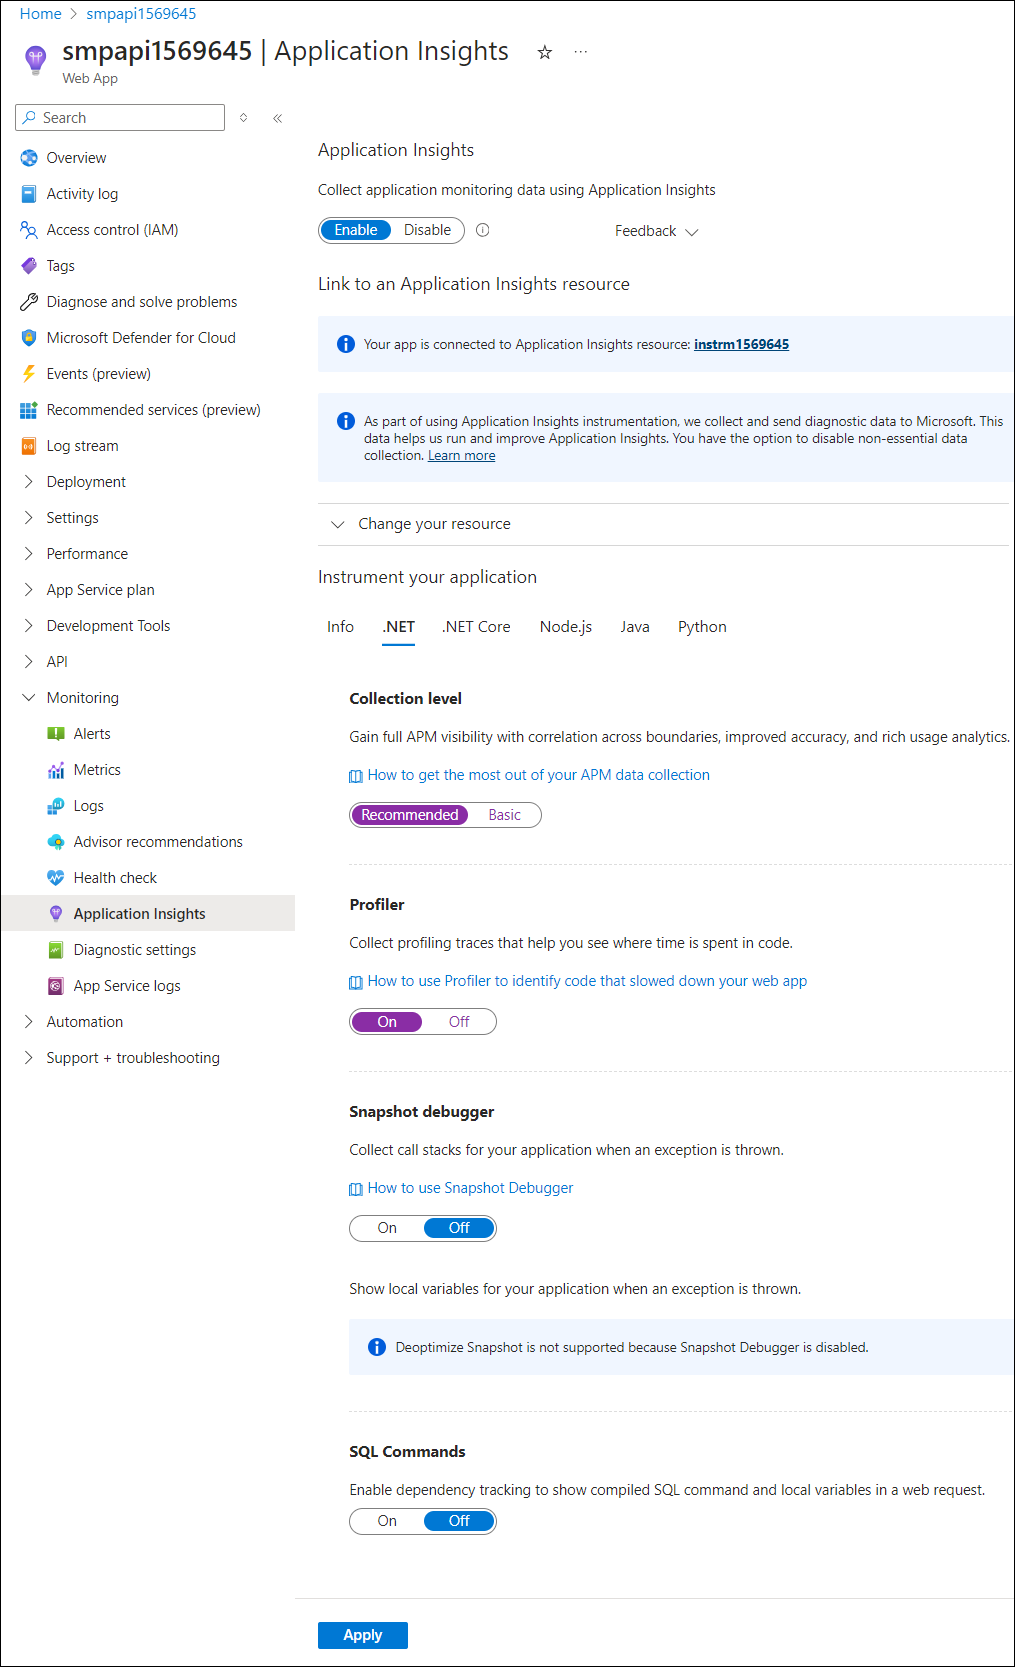 Home > smpapi1569645
smpapi1569645 | Application Insights
Web App
Search
Overview
Activity log
Access control (IAM)
Tags
Diagnose and solve problems
Microsoft Defender for Cloud
Events (preview)
Recommended services (preview)
Log stream
Deployment
Settings
Performance
App Service plan
Development Tools
API
Monitoring
Alerts
Metrics
Logs
Advisor recommendations
Health check
Application Insights
Diagnostic settings
App Service logs
Automation
Support + troubleshooting
Application Insights
Collect application monitoring data using Application Insights
Enable Disable
Feedback
Link to an Application Insights resource
Your app is connected to Application Insights resource: instrm1569645
As part of using Application Insights instrumentation, we collect and send diagnostic data to Microsoft. This
data helps us run and improve Application Insights. You have the option to disable non-essential data
collection. Learn more
Change your resource
Instrument your application
Info .NET .NET Core Node.js Java Python
Collection level
Gain full APM visibility with correlation across boundaries, improved accuracy, and rich usage analytics.
How to get the most out of your APM data collection
Recommended Basic
Profiler
Collect profiling traces that help you see where time is spent in code.
How to use Profiler to identify code that slowed down your web app
On Off
Snapshot debugger
Collect call stacks for your application when an exception is thrown.
How to use Snapshot Debugger
On Off
Show local variables for your application when an exception is thrown.
Deoptimize Snapshot is not supported because Snapshot Debugger is disabled.
SQL Commands
Enable dependency tracking to show compiled SQL command and local variables in a web request.
On Off
Apply